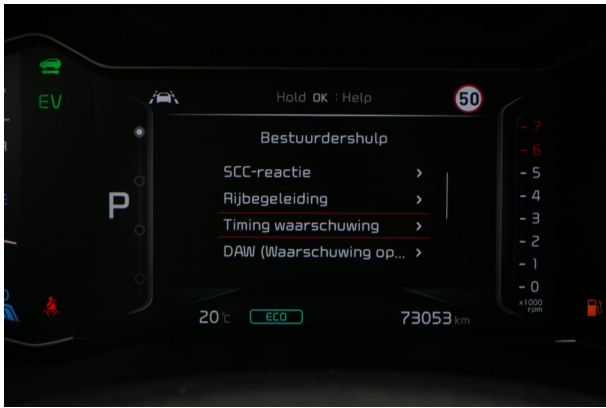 Hold OK : Help
50
EV
Bestuurdershulp
SCC-reactie
Rijbegeleiding
Timing waarschuwing
DAW (Waarschuwing op...
P
- 7
- 6
- 5
- 4
- 3
- 2
- 1
- 0
x1000
rpm
20°C
ECO
73053 km